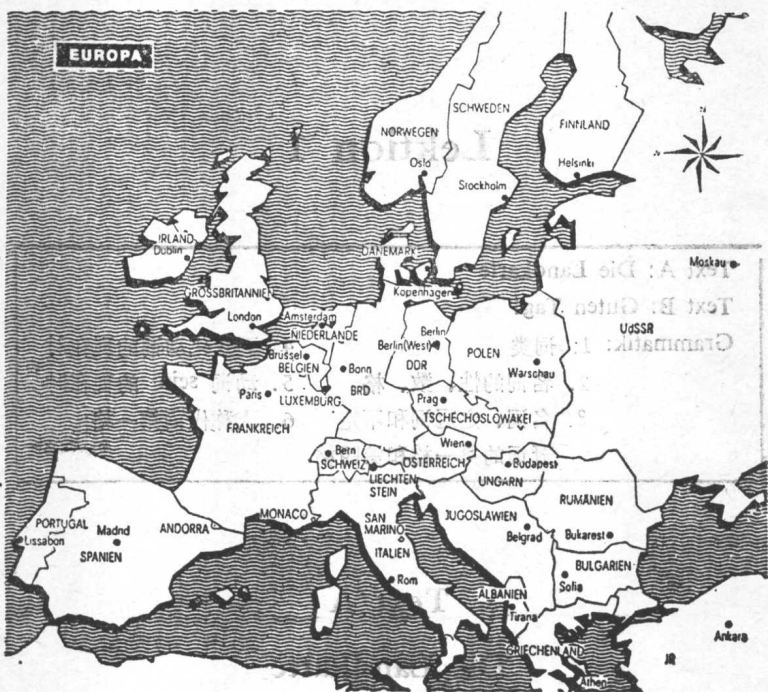 EUROPA
SCHWEDEN
NORWEGEN
FINNLAND
Oslo
Helsinki
Stockholm
IRLAND
Dublin
DÄNEMARK
Moskau
Kopenhagen
GROSSBRITANNIEN
London
Amsterdam
NIEDERLANDE
UdSSR
Berlin
Berlin(West)
DDR
POLEN
Brüssel
BELGIEN
Bonn
BRD
Warschau
Paris
LUXEMBURG
Prag
TSCHECHOSLOWAKEI
FRANKREICH
Wien
Bern
SCHWEIZ
ÖSTERREICH
Budapest
LIECHTEN
STEIN
UNGARN
RUMÄNIEN
PORTUGAL
Madrid
ANDORRA
MONACO
SAN
MARINO
JUGOSLAWIEN
Belgrad
Bukarest
Lissabon
SPANIEN
ITALIEN
BULGARIEN
Rom
Sofia
ALBANIEN
Tirana
Ankara
GRIECHENLAND
Athen
Lektion 1
Text A: Die Landkarte
Text B: Guten Tag
Grammatik: 1.